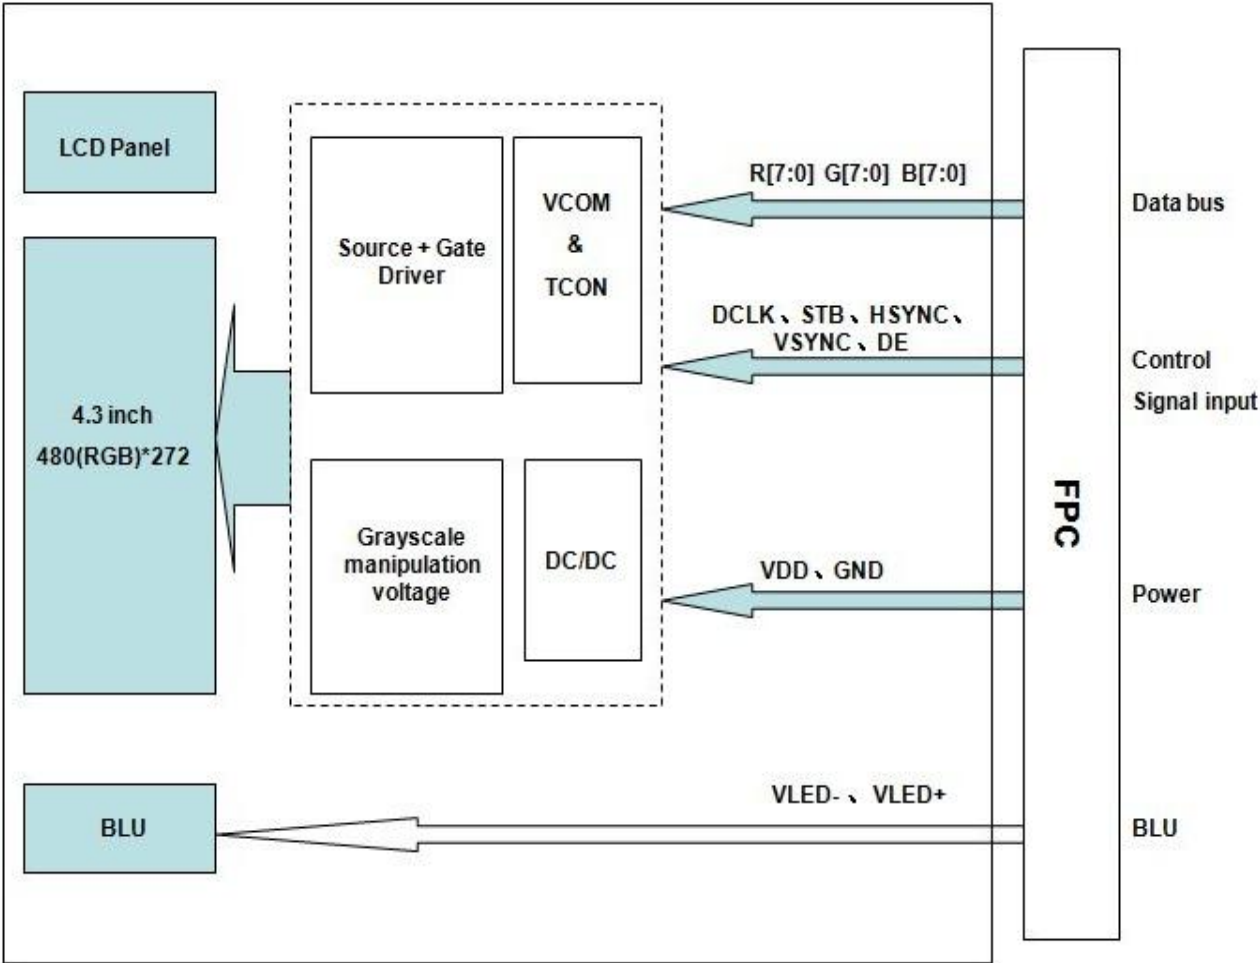 LCD Panel
4.3 inch
480(RGB)*272
BLU
Source + Gate
Driver
VCOM
&
TCON
Grayscale
manipulation
voltage
DC/DC
R[7:0] G[7:0] B[7:0]
DCLK、STB、HSYNC、
VSYNC、DE
VDD、GND
VLED-、VLED+
FPC
Data bus
Control
Signal input
Power
BLU